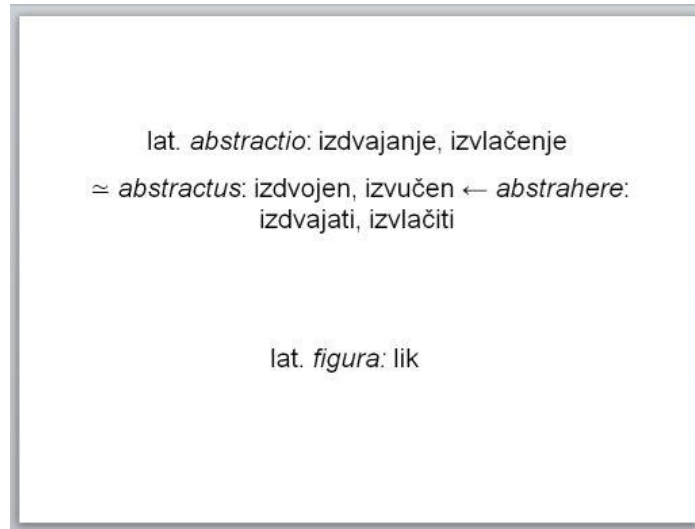 lat. abstractio: izdvajanje, izvlačenje
≃ abstractus: izdvojen, izvučen ← abstrahere:
izdvajati, izvlačiti
lat. figura: lik